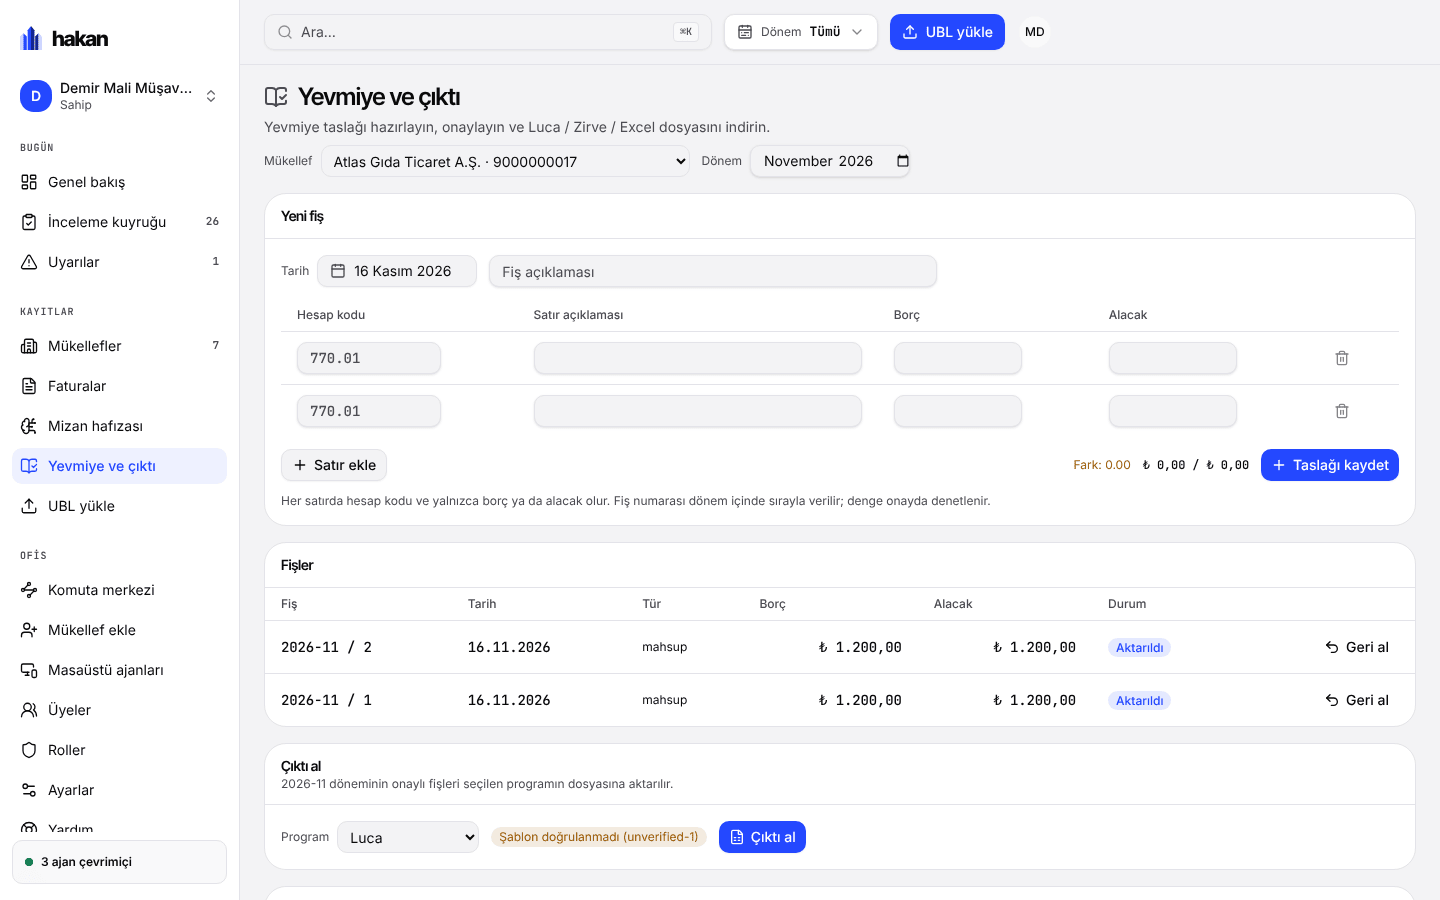 hakan
Ara...
⌘K
Dönem Tümü
UBL yükle
MD
D
Demir Mali Müşav...
Sahip
BUGÜN
Genel bakış
İnceleme kuyruğu 26
Uyarılar 1
KAYITLAR
Mükellefler 7
Faturalar
Mizan hafızası
Yevmiye ve çıktı
UBL yükle
OFİS
Komuta merkezi
Mükellef ekle
Masaüstü ajanları
Üyeler
Roller
Ayarlar
Yardım
3 ajan çevrimiçi
Yevmiye ve çıktı
Yevmiye taslağı hazırlayın, onaylayın ve Luca / Zirve / Excel dosyasını indirin.
Mükellef Atlas Gıda Ticaret A.Ş. · 9000000017 Dönem November 2026
Yeni fiş
Tarih 16 Kasım 2026 Fiş açıklaması
Hesap kodu Satır açıklaması Borç Alacak
770.01
770.01
Satır ekle Fark: 0.00 ₺ 0,00 / ₺ 0,00 Taslağı kaydet
Her satırda hesap kodu ve yalnızca borç ya da alacak olur. Fiş numarası dönem içinde sırayla verilir; denge onayda denetlenir.
Fişler
Fiş Tarih Tür Borç Alacak Durum
2026-11 / 2 16.11.2026 mahsup ₺ 1.200,00 ₺ 1.200,00 Aktarıldı Geri al
2026-11 / 1 16.11.2026 mahsup ₺ 1.200,00 ₺ 1.200,00 Aktarıldı Geri al
Çıktı al
2026-11 döneminin onaylı fişleri seçilen programın dosyasına aktarılır.
Program Luca Şablon doğrulanmadı (unverified-1) Çıktı al